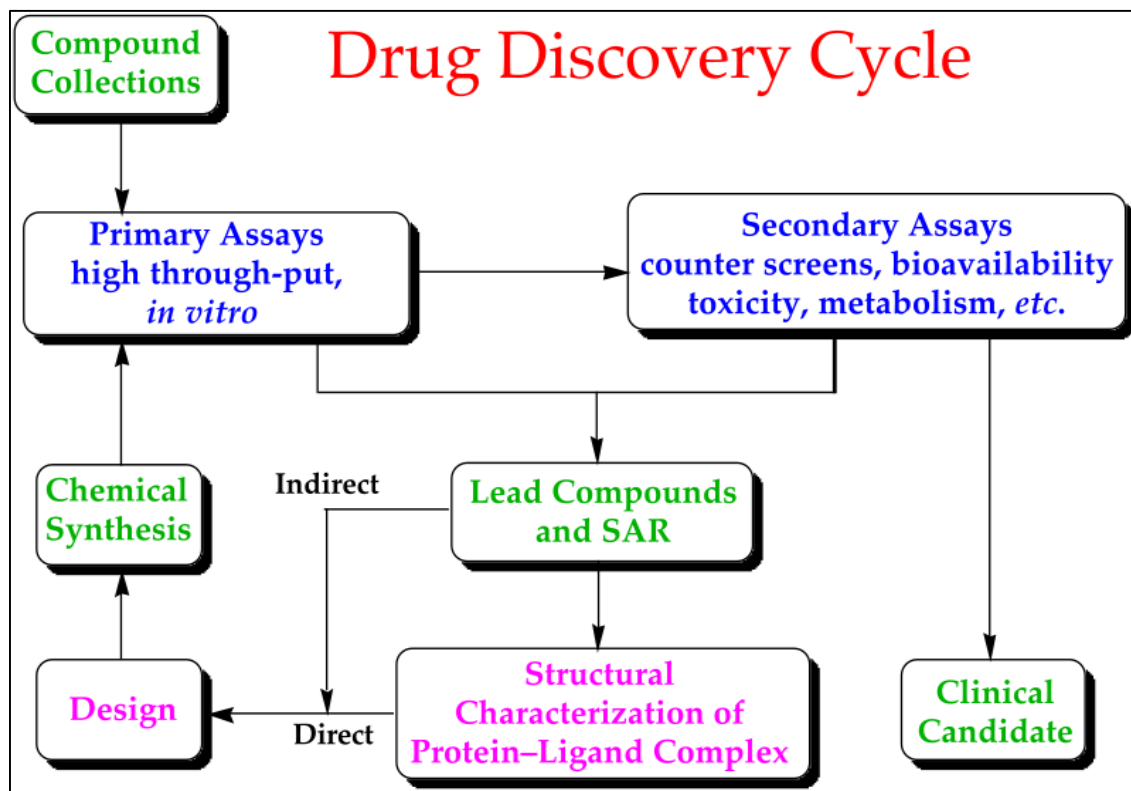 Compound
Collections
Drug Discovery Cycle
Primary Assays
high through-put,
in vitro
Secondary Assays
counter screens, bioavailability
toxicity, metabolism, etc.
Chemical
Synthesis
Indirect
Lead Compounds
and SAR
Design
Direct
Structural
Characterization of
Protein–Ligand Complex
Clinical
Candidate